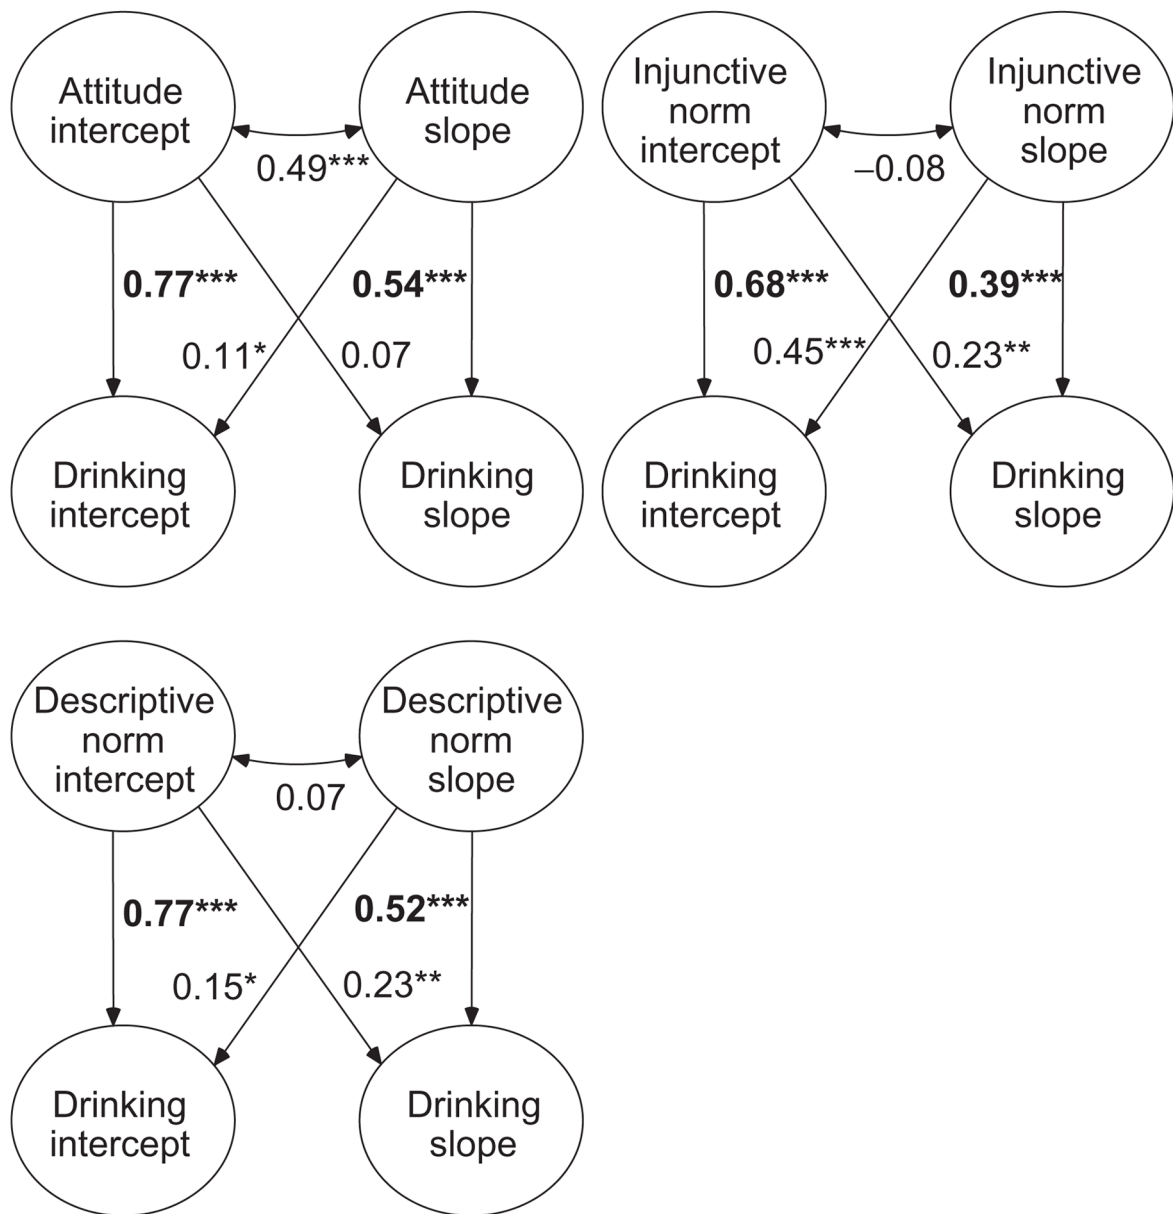 Attitude
intercept
Attitude
slope
0.49***
0.77***
0.54***
0.11*
0.07
Drinking
intercept
Drinking
slope
Injunctive
norm
intercept
Injunctive
norm
slope
–0.08
0.68***
0.39***
0.45***
0.23**
Drinking
intercept
Drinking
slope
Descriptive
norm
intercept
Descriptive
norm
slope
0.07
0.77***
0.52***
0.15*
0.23**
Drinking
intercept
Drinking
slope